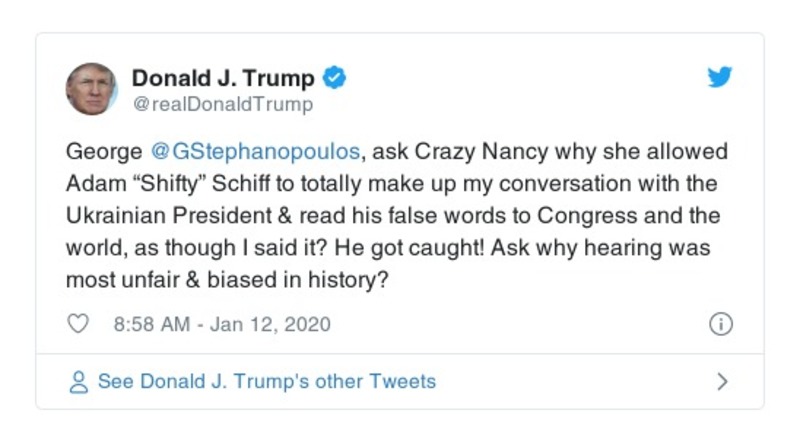 Donald J. Trump
@realDonaldTrump
George @GStephanopoulos, ask Crazy Nancy why she allowed
Adam “Shifty” Schiff to totally make up my conversation with the
Ukrainian President & read his false words to Congress and the
world, as though I said it? He got caught! Ask why hearing was
most unfair & biased in history?
8:58 AM - Jan 12, 2020
See Donald J. Trump's other Tweets